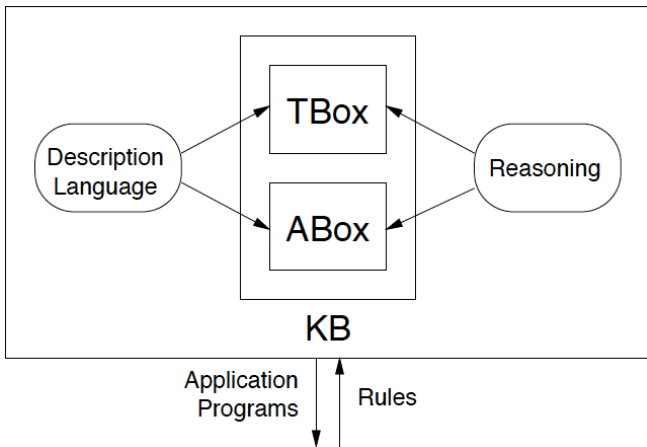 TBox
Description
Language
Reasoning
ABox
KB
Application
Programs
Rules